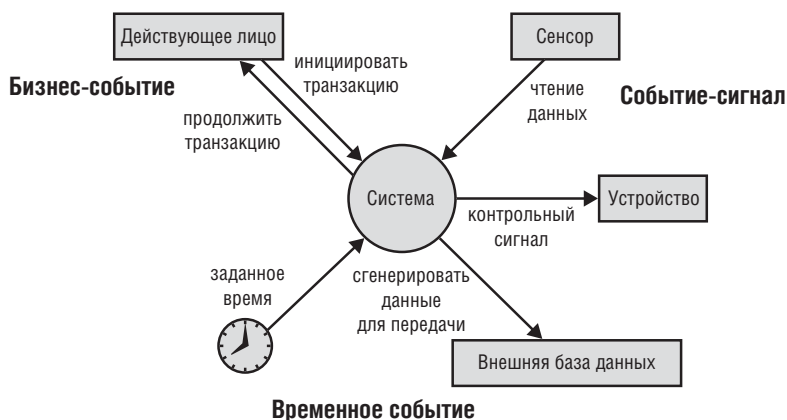 Действующее лицо
Сенсор
инициировать
транзакцию
Бизнес-событие
чтение
данных
Событие-сигнал
продолжить
транзакцию
Система
Устройство
контрольный
сигнал
заданное
время
сгенерировать
данные
для передачи
Внешняя база данных
Временное событие